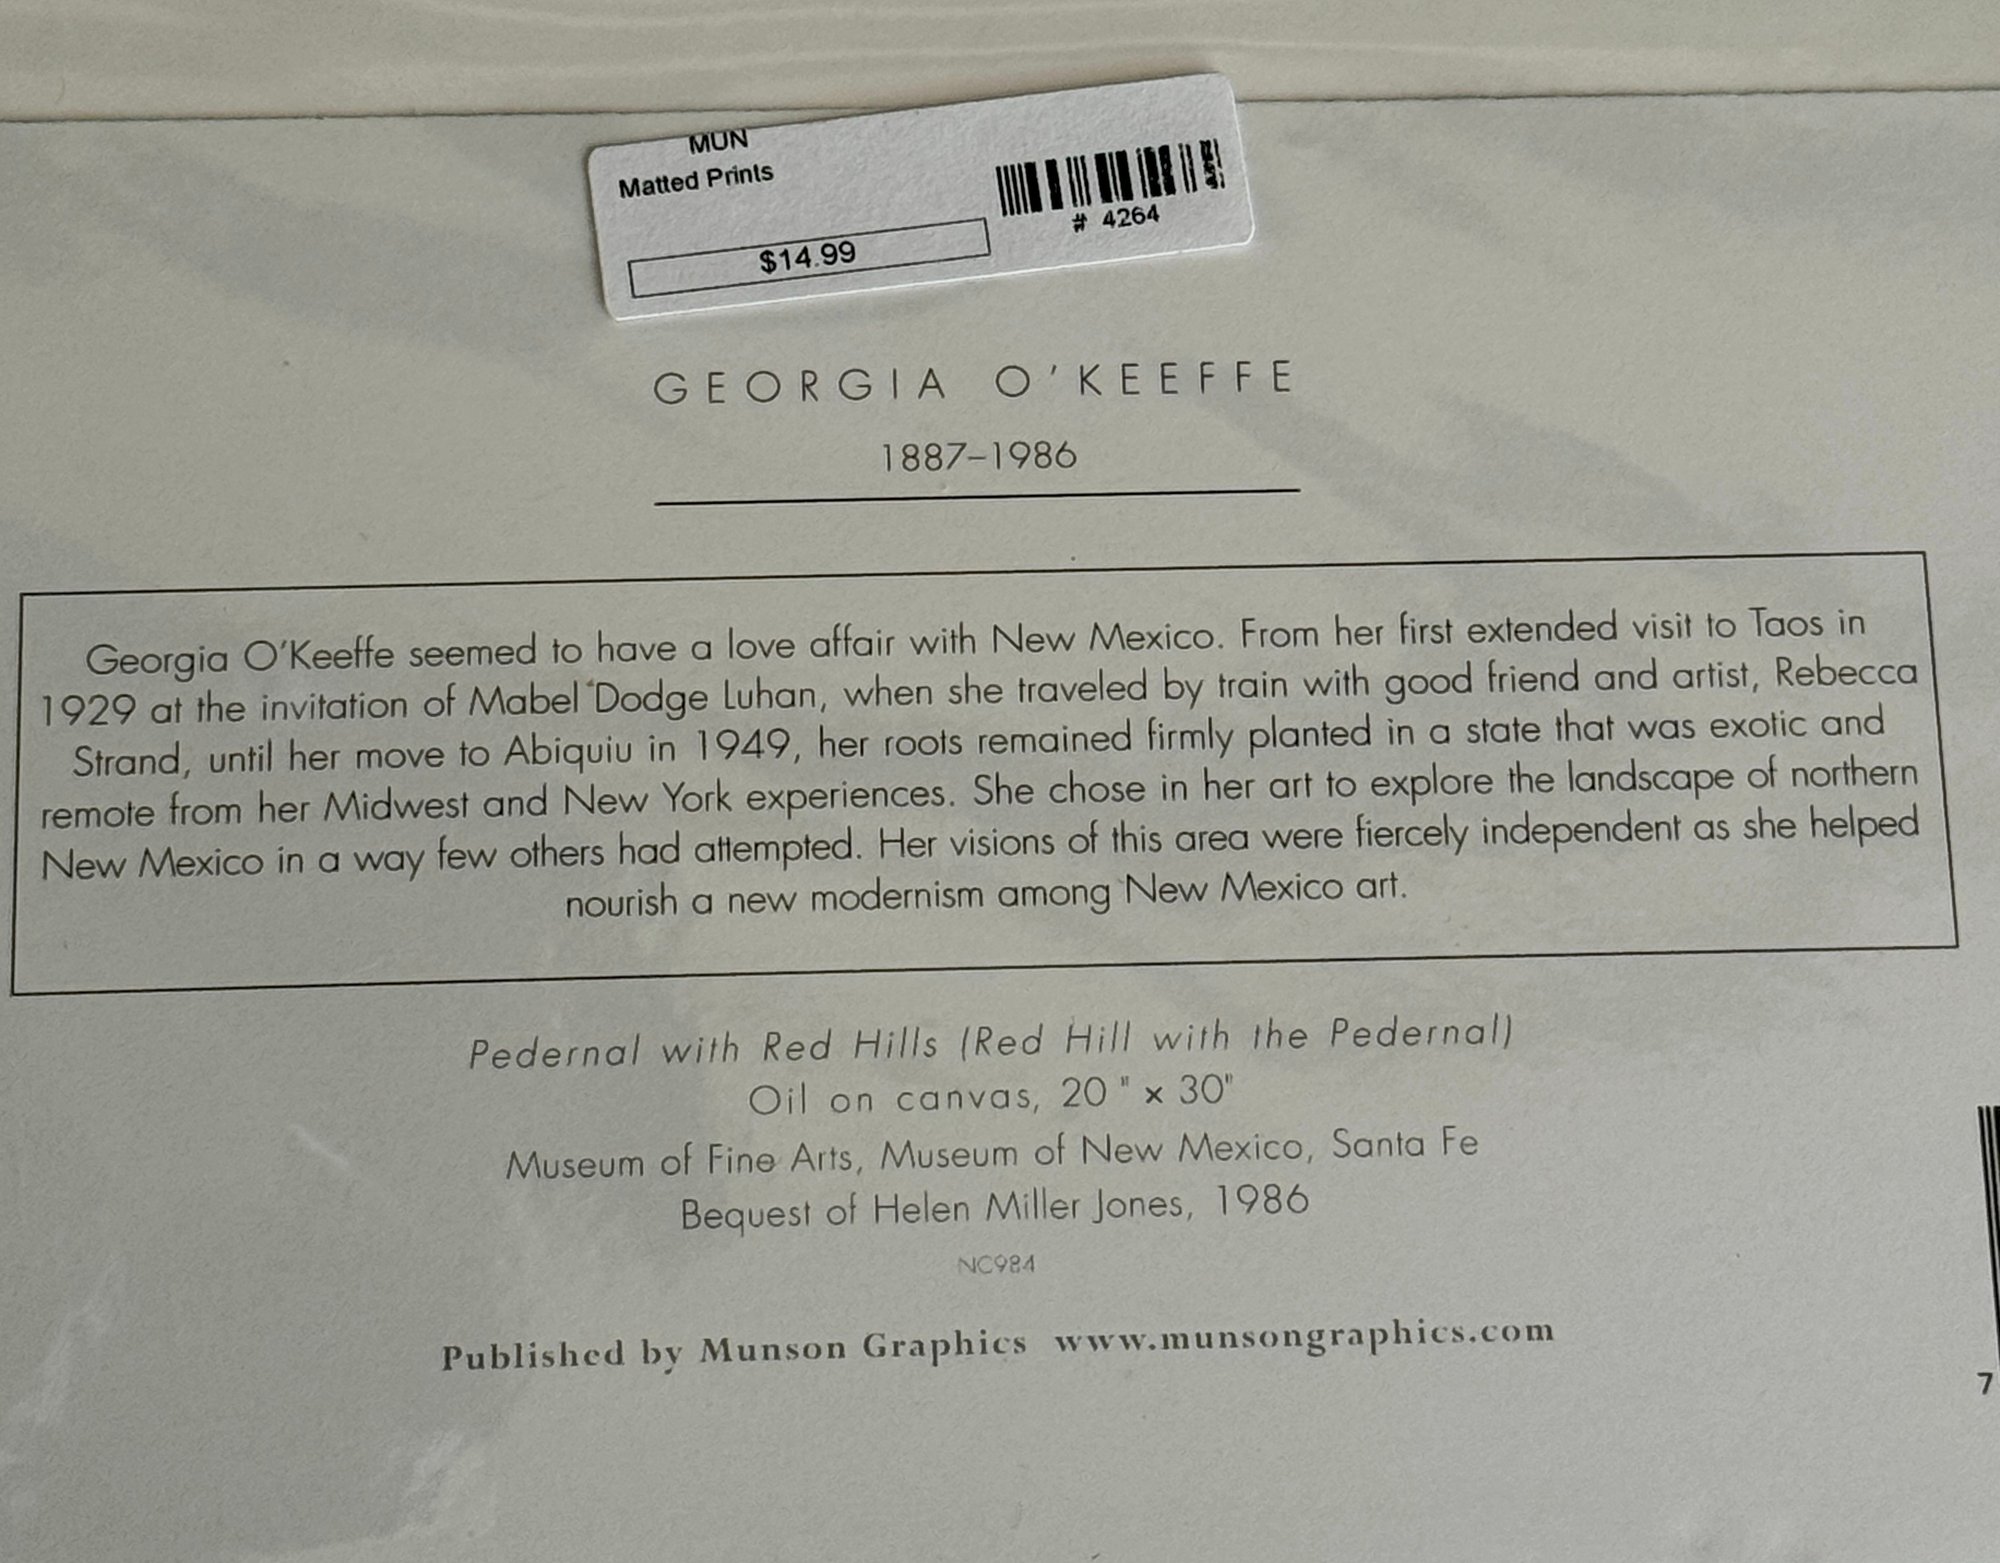 MUN
Matted Prints
$14.99
# 4264
GEORGIA O'KEEFFE
1887–1986
Georgia O'Keeffe seemed to have a love affair with New Mexico. From her first extended visit to Taos in
1929 at the invitation of Mabel Dodge Luhan, when she traveled by train with good friend and artist, Rebecca
Strand, until her move to Abiquiu in 1949, her roots remained firmly planted in a state that was exotic and
remote from her Midwest and New York experiences. She chose in her art to explore the landscape of northern
New Mexico in a way few others had attempted. Her visions of this area were fiercely independent as she helped
nourish a new modernism among New Mexico art.
Pedernal with Red Hills (Red Hill with the Pedernal)
Oil on canvas, 20 " x 30"
Museum of Fine Arts, Museum of New Mexico, Santa Fe
Bequest of Helen Miller Jones, 1986
NC984
Published by Munson Graphics www.munsongraphics.com
7